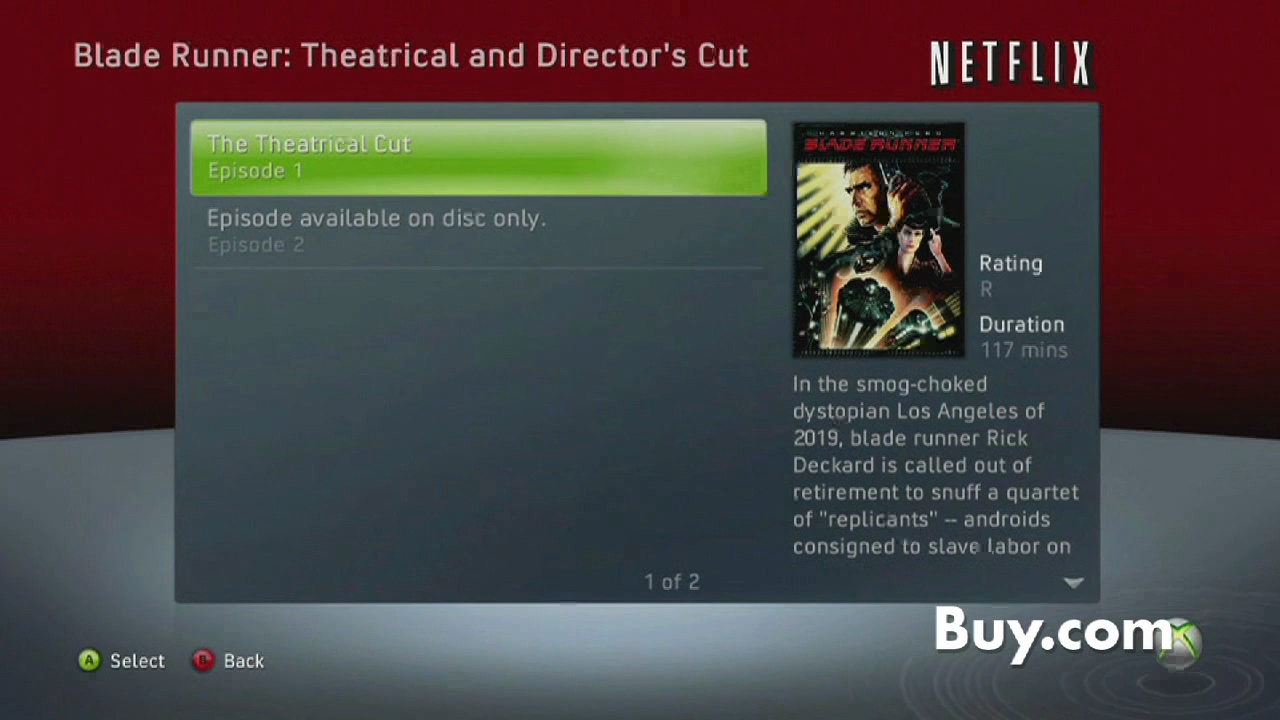 Blade Runner: Theatrical and Director's Cut
NETFLIX
The Theatrical Cut
Episode 1
Episode available on disc only.
Episode 2
HARRISON FORD
BLADE RUNNER
Rating
R
Duration
117 mins
In the smog-choked
dystopian Los Angeles of
2019, blade runner Rick
Deckard is called out of
retirement to snuff a quartet
of "replicants" -- androids
consigned to slave labor on
1 of 2
Buy.com
A Select
B Back